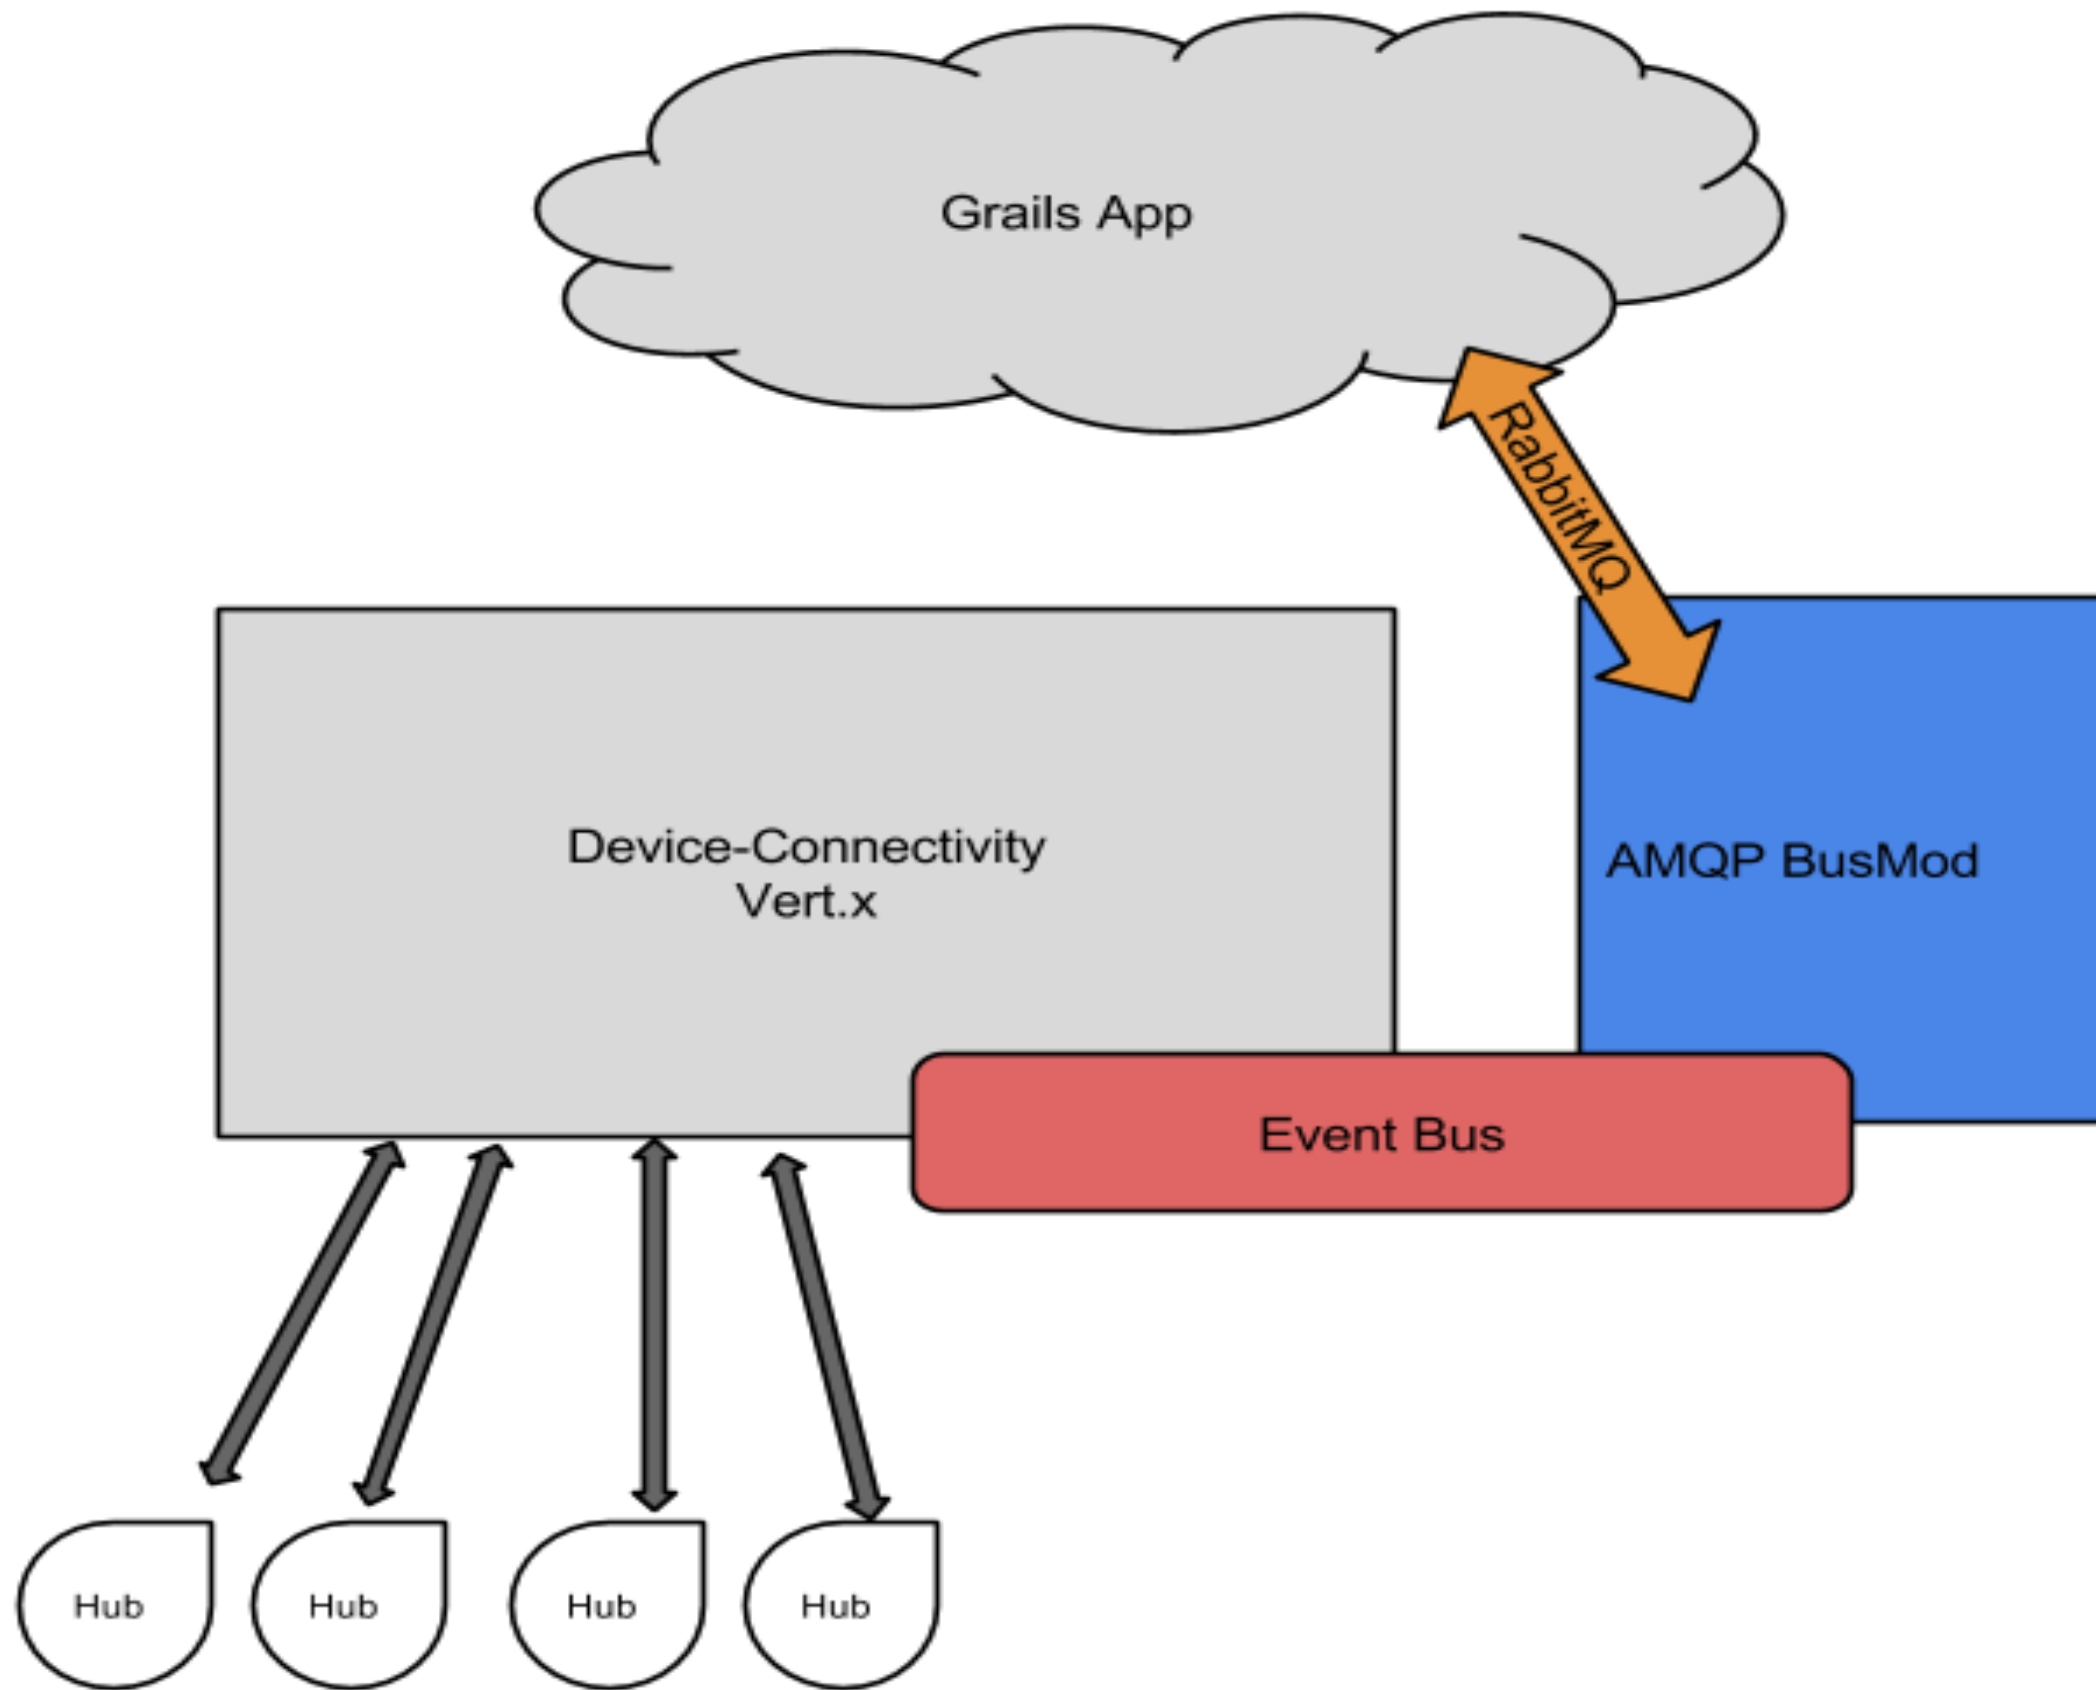 Grails App
RabbitMQ
Device-Connectivity
Vert.x
AMQP BusMod
Event Bus
Hub
Hub
Hub
Hub